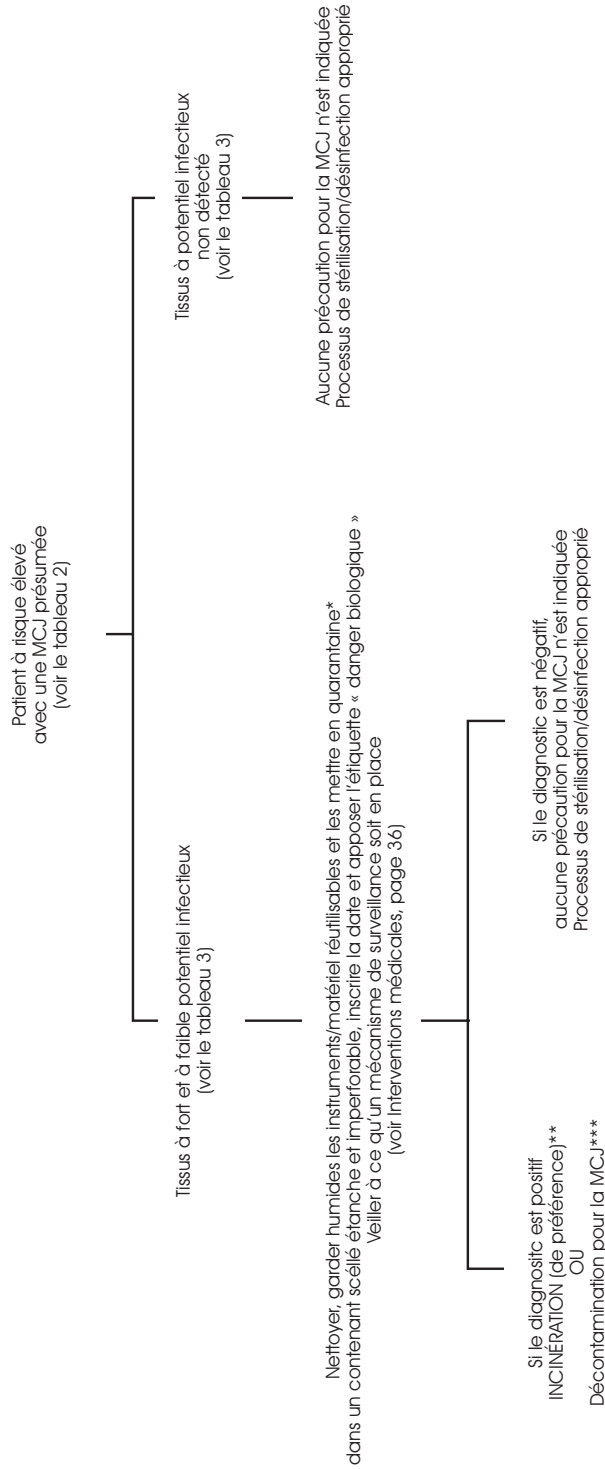 Patient à risque élevé
avec une MCJ présumée
(voir le tableau 2)
Tissus à fort et à faible potentiel infectieux
(voir le tableau 3)
Tissus à potentiel infectieux
non détecté
(voir le tableau 3)
Nettoyer, garder humides les instruments/matériel réutilisables et les mettre en quarantaine*
dans un contenant scéllé étanche et imperforable, inscrire la date et apposer l'étiquette « danger biologique »
Veiller à ce qu'un mécanisme de surveillance soit en place
(voir Interventions médicales, page 36)
Aucune précaution pour la MCJ n'est indiquée
Processus de stérilisation/désinfection approprié
Si le diagnositc est positif
INCINÉRATION (de préférence)**
OU
Décontamination pour la MCJ***
Si le diagnostic est négatif,
aucune précaution pour la MCJ n'est indiquée
Processus de stérilisation/désinfection approprié